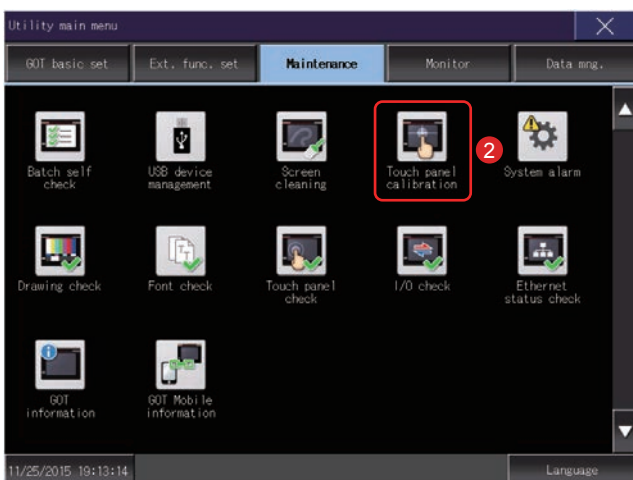 Utility main menu
GOT basic set
Ext. func. set
Maintenance
Monitor
Data mng.
Batch self
check
USB device
management
Screen
cleaning
Touch panel
calibration
2
System alarm
Drawing check
Font check
Touch panel
check
I/O check
Ethernet
status check
GOT
information
GOT Mobile
information
11/25/2015 19:13:14
Language